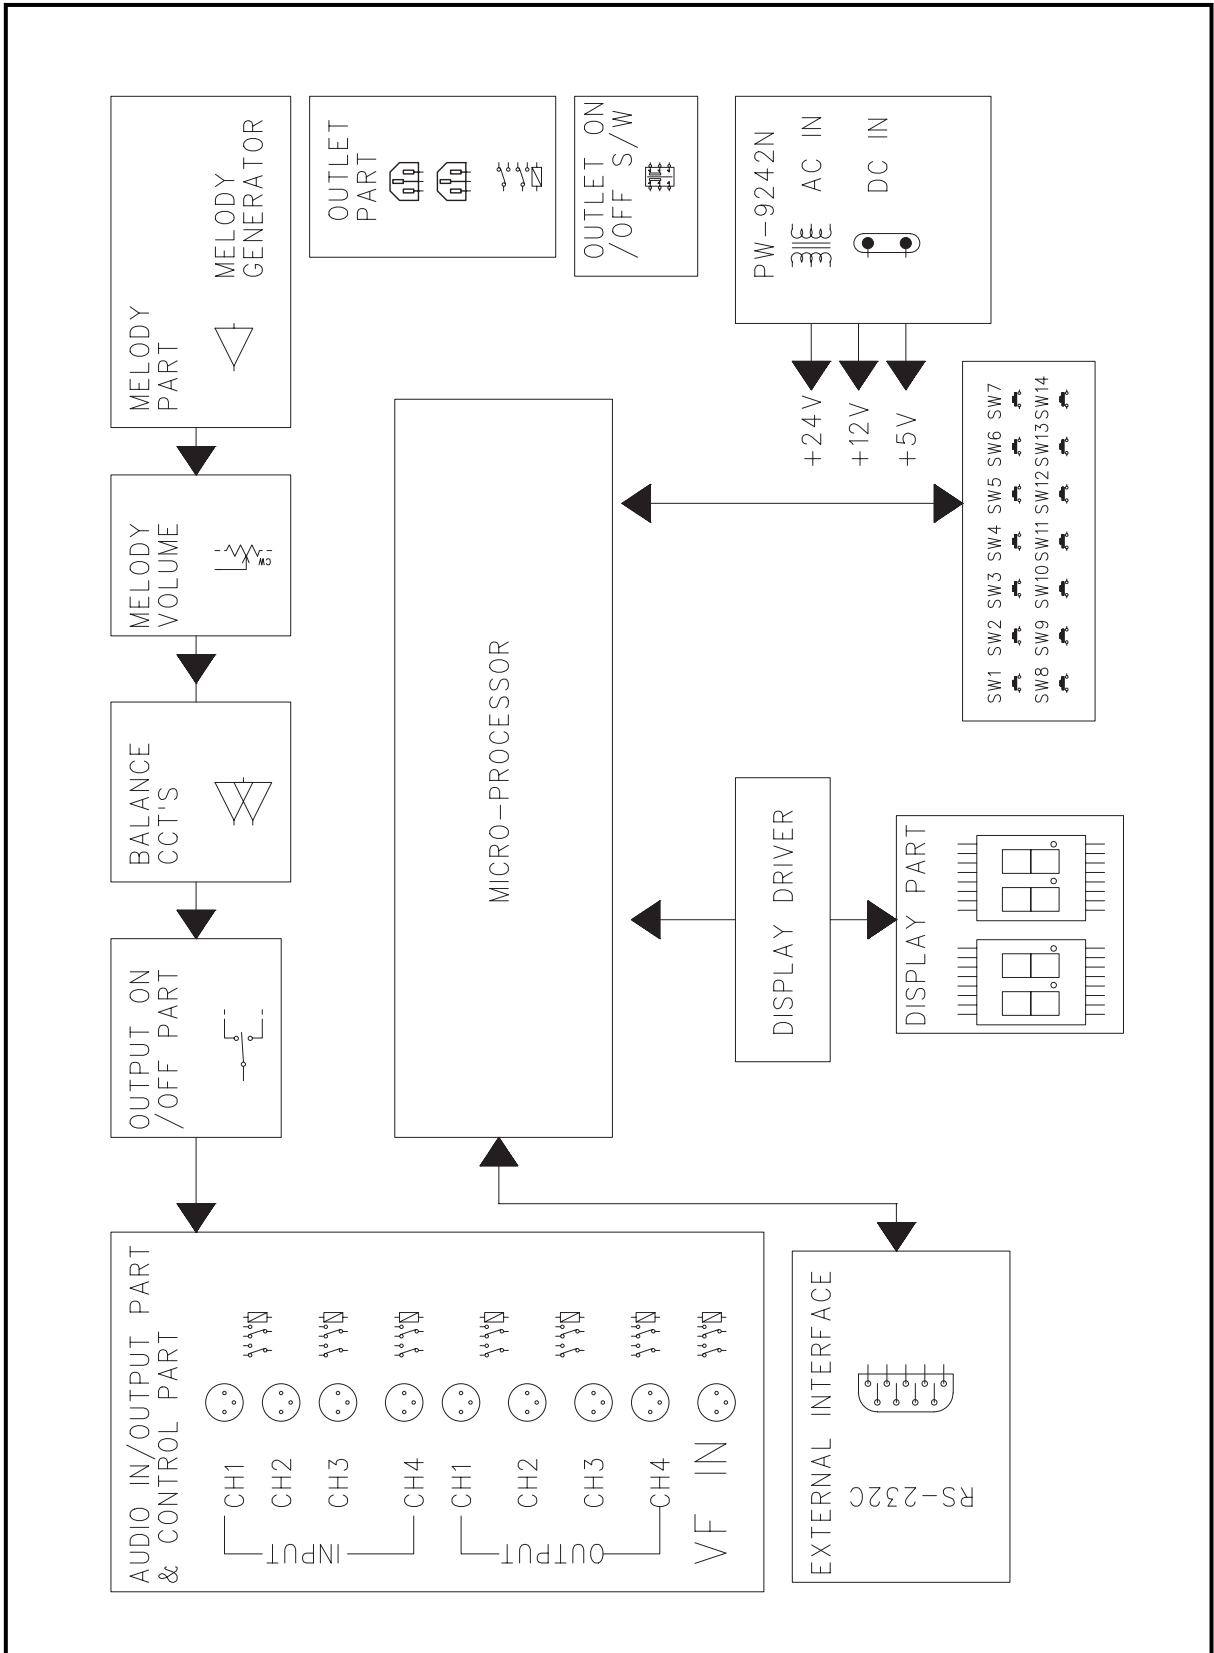 AUDIO IN/OUTPUT PART
& CONTROL PART
INPUT
CH1
CH2
CH3
CH4
OUTPUT
CH1
CH2
CH3
CH4
VF IN
OUTPUT ON
/OFF PART
BALANCE
CCT'S
MELODY
VOLUME
CW
MELODY
PART
MELODY
GENERATOR
OUTLET
PART
OUTLET ON
/OFF S/W
MICRO-PROCESSOR
PW-9242N
AC IN
DC IN
+24V
+12V
+5V
EXTERNAL INTERFACE
RS-232C
DISPLAY DRIVER
DISPLAY PART
SW1 SW2 SW3 SW4 SW5 SW6 SW7
SW8 SW9 SW10 SW11 SW12 SW13 SW14